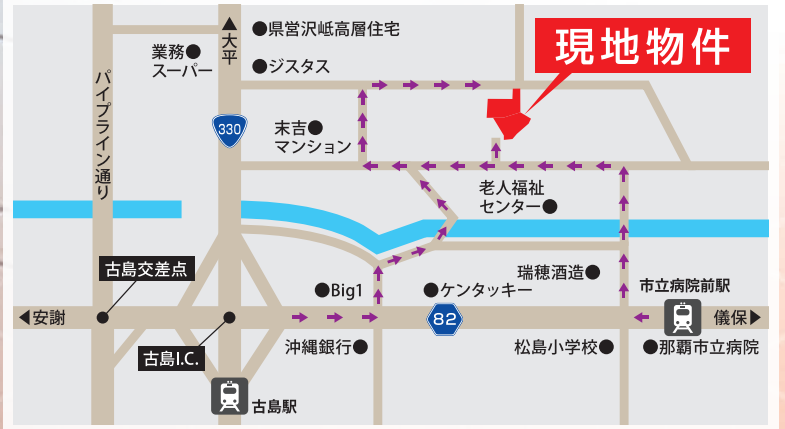 県営沢岻高層住宅
大平
業務
スーパー
ジスタス
現地物件
パイプライン通り
330
末吉
マンション
老人福祉
センター
古島交差点
瑞穂酒造
市立病院前駅
Big1
ケンタッキー
安謝
82
儀保
古島I.C.
沖縄銀行
松島小学校
那覇市立病院
古島駅